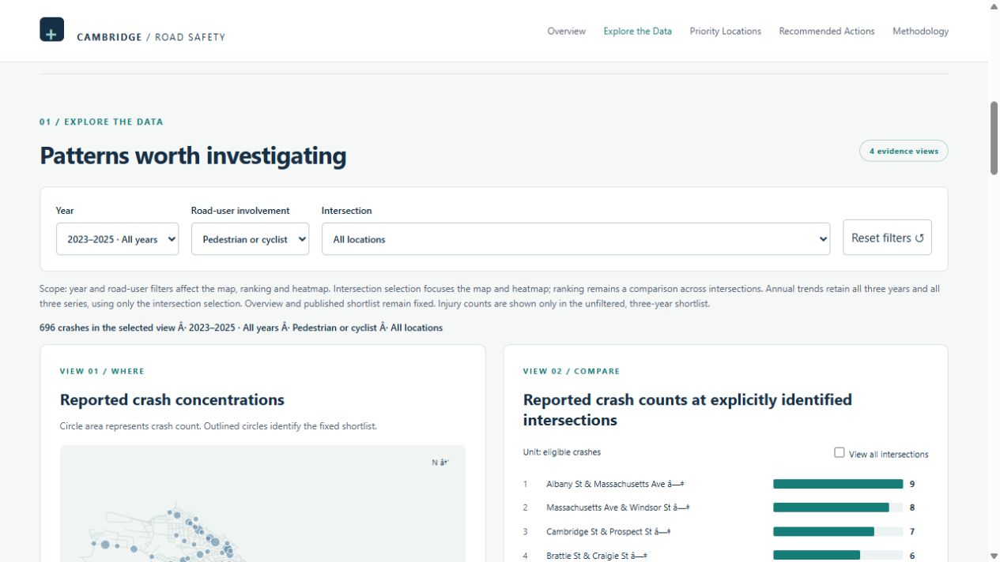 CAMBRIDGE / ROAD SAFETY
Overview
Explore the Data
Priority Locations
Recommended Actions
Methodology
01 / EXPLORE THE DATA
Patterns worth investigating
4 evidence views
Year
Road-user involvement
Intersection
2023–2025 · All years
Pedestrian or cyclist
All locations
Reset filters ↺
Scope: year and road-user filters affect the map, ranking and heatmap. Intersection selection focuses the map and heatmap; ranking remains a comparison across intersections. Annual trends retain all three years and all
three series, using only the intersection selection. Overview and published shortlist remain fixed. Injury counts are shown only in the unfiltered, three-year shortlist.
696 crashes in the selected view Â· 2023–2025 · All years Â· Pedestrian or cyclist Â· All locations
VIEW 01 / WHERE
Reported crash concentrations
Circle area represents crash count. Outlined circles identify the fixed shortlist.
N â†‘
VIEW 02 / COMPARE
Reported crash counts at explicitly identified
intersections
Unit: eligible crashes
View all intersections
1 Albany St & Massachusetts Ave â—‡ 9
2 Massachusetts Ave & Windsor St â—‡ 8
3 Cambridge St & Prospect St â—‡ 7
4 Brattle St & Craigie St â—‡ 6